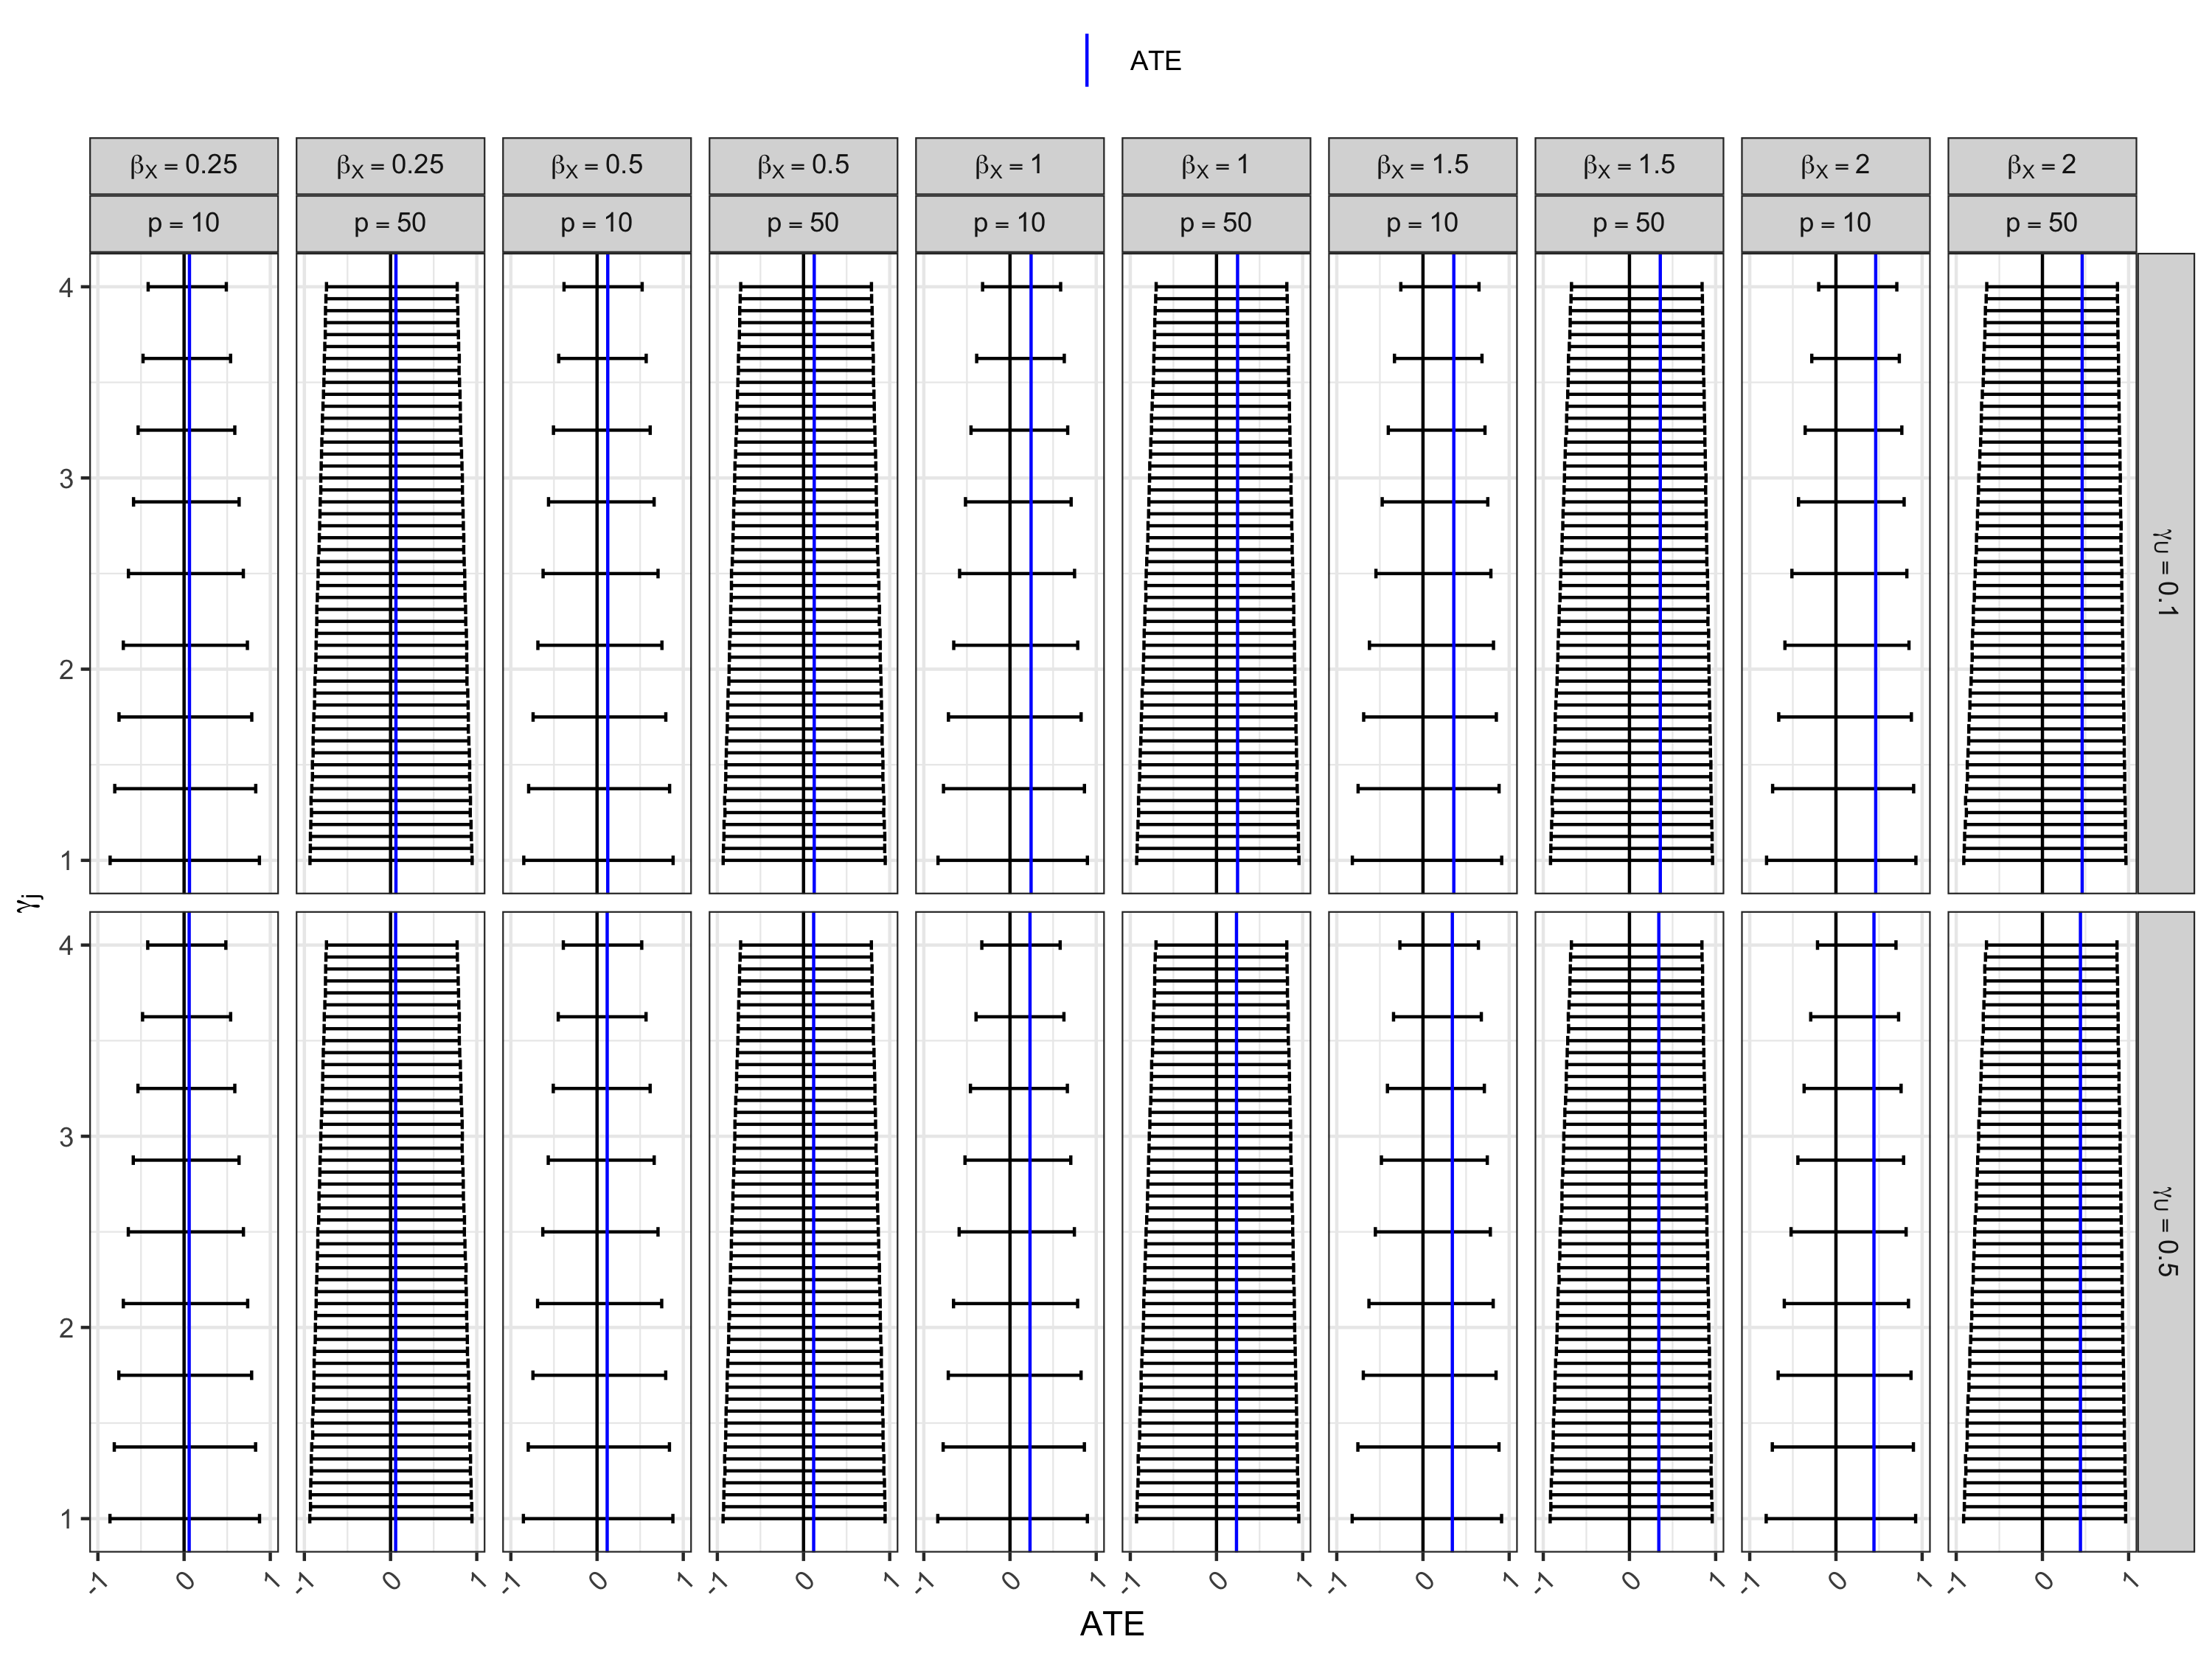 ATE
βX = 0.25 βX = 0.25 βX = 0.5 βX = 0.5 βX = 1 βX = 1 βX = 1.5 βX = 1.5 βX = 2 βX = 2
p = 10 p = 50 p = 10 p = 50 p = 10 p = 50 p = 10 p = 50 p = 10 p = 50
4
3
2
1
γU = 0.1
γj
4
3
2
1
γU = 0.5
-1 0 1 -1 0 1 -1 0 1 -1 0 1 -1 0 1 -1 0 1 -1 0 1 -1 0 1 -1 0 1 -1 0 1
ATE